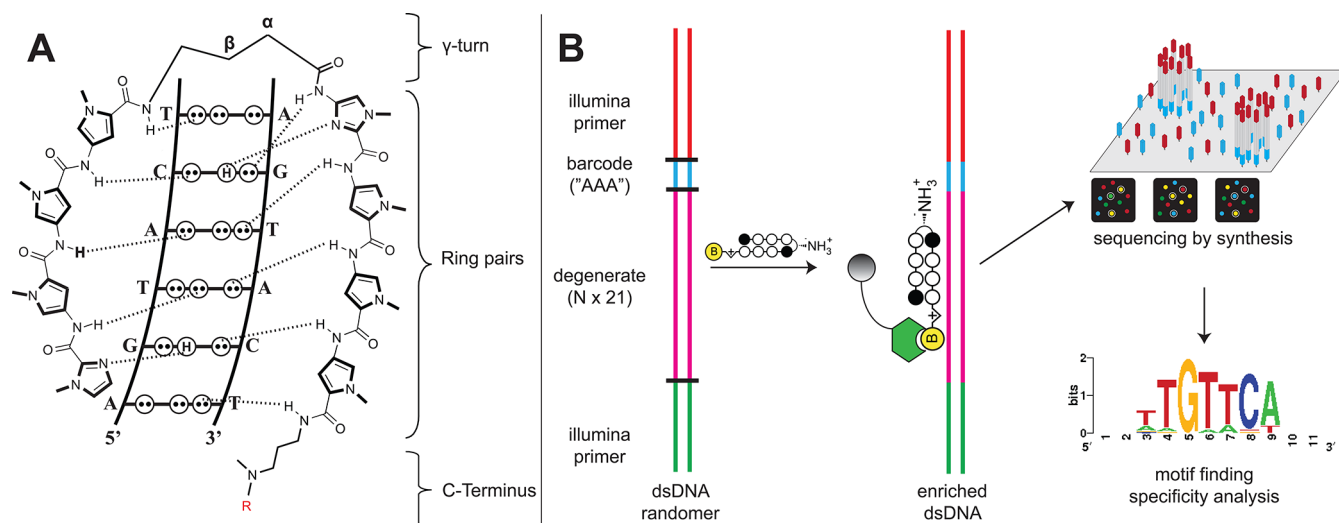 A
α
β
γ-turn
O
N
N
H
O
H
N
T
A
N
N
O
H
N
O
C
H
G
N
H
N
O
N
H
A
T
N
O
N
H
T
A
N
H
N
O
O
N
H
G
H
C
H
N
O
N
N
N
A
T
H
N
O
5’
3’
N
R
Ring pairs
C-Terminus
B
illumina
primer
barcode
("AAA")
degenerate
(N x 21)
illumina
primer
dsDNA
randomer
B
+
NH3+
NH3+
+
B
enriched
dsDNA
sequencing by synthesis
bits
2
1
0
TTGTTCA
5′ 1 2 3 4 5 6 7 8 9 10 11 3′
motif finding
specificity analysis